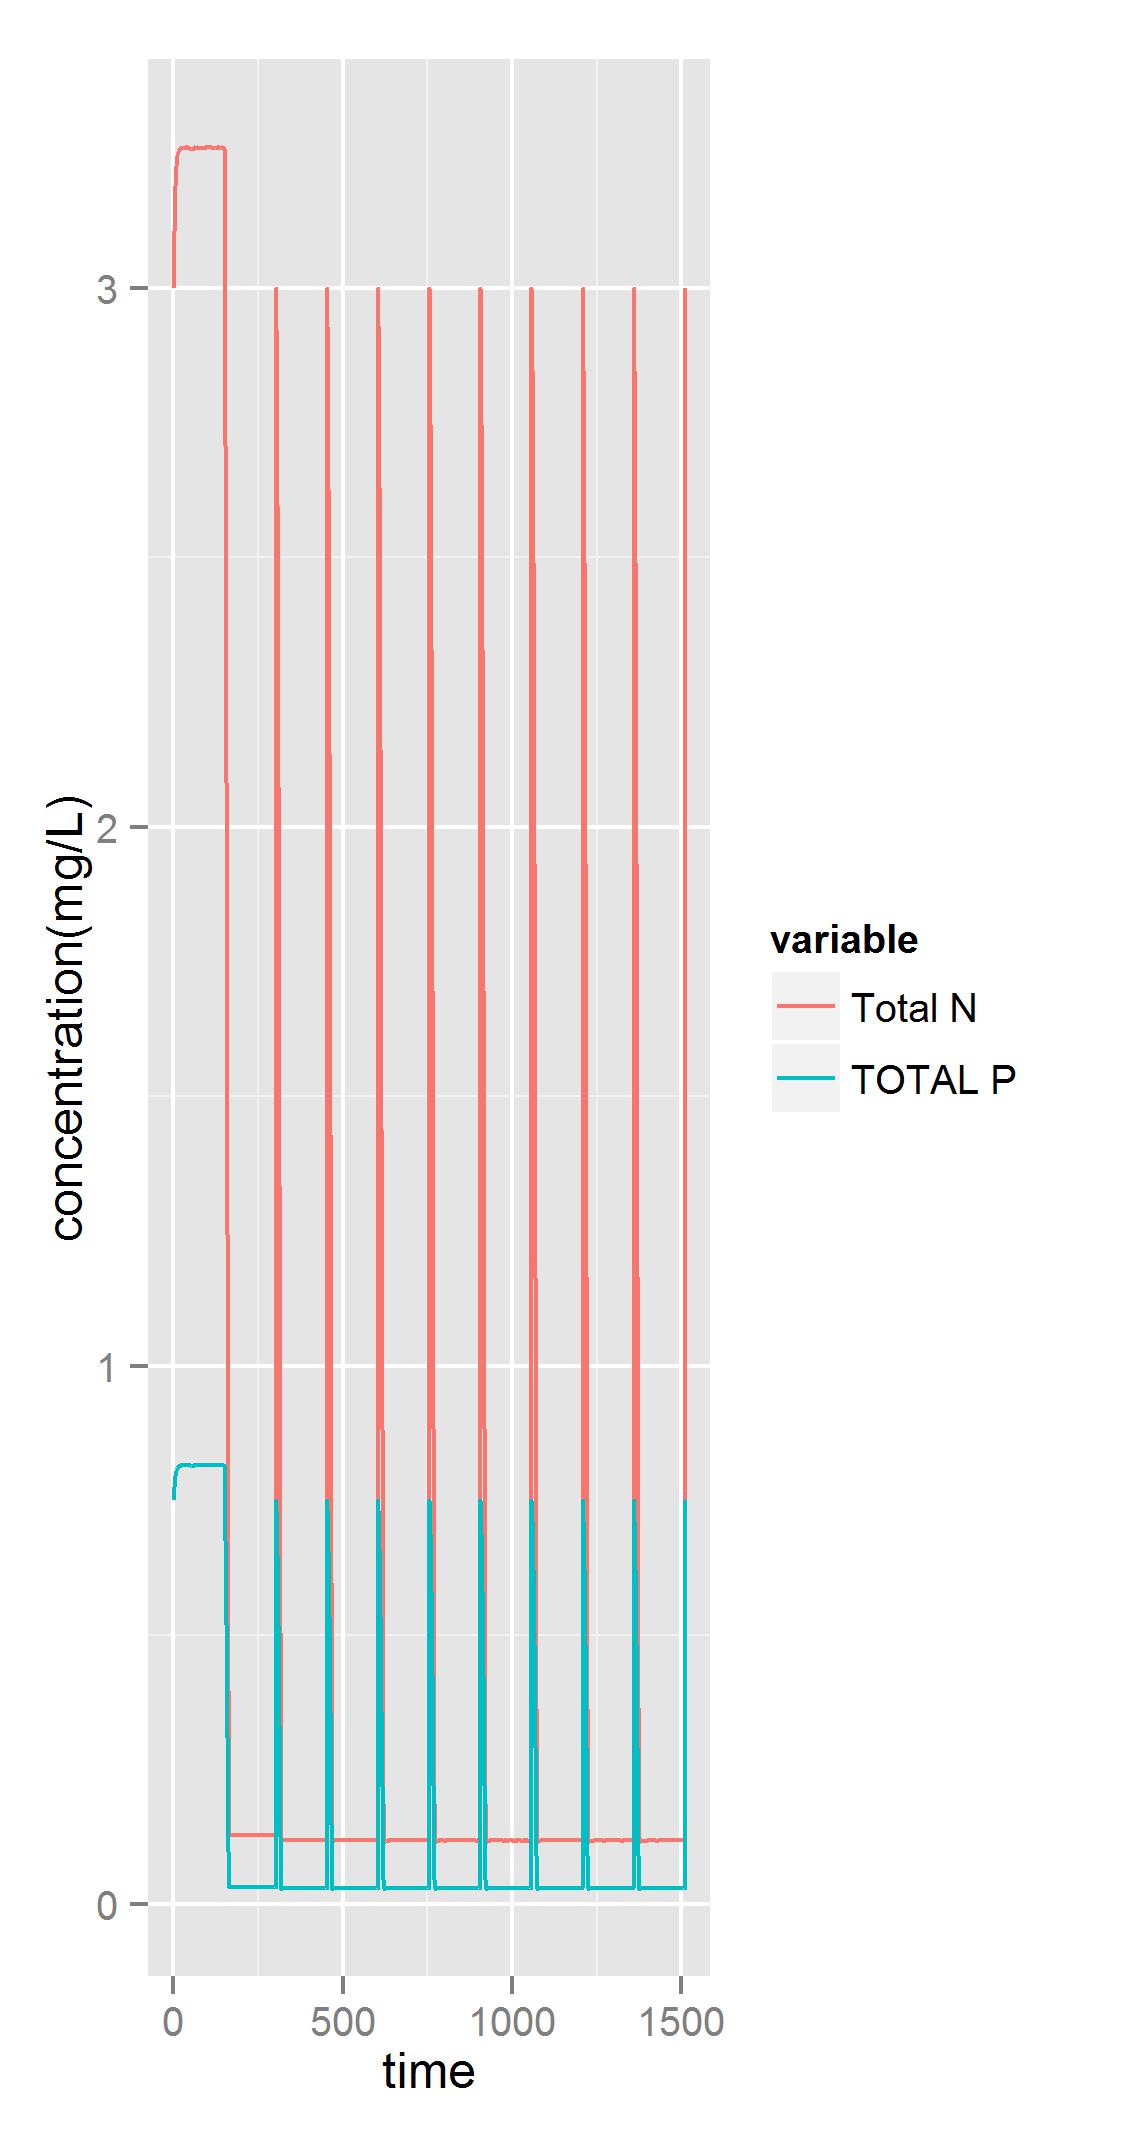 3
2
1
0
concentration(mg/L)
0 500 1000 1500
time
variable
Total N
TOTAL P